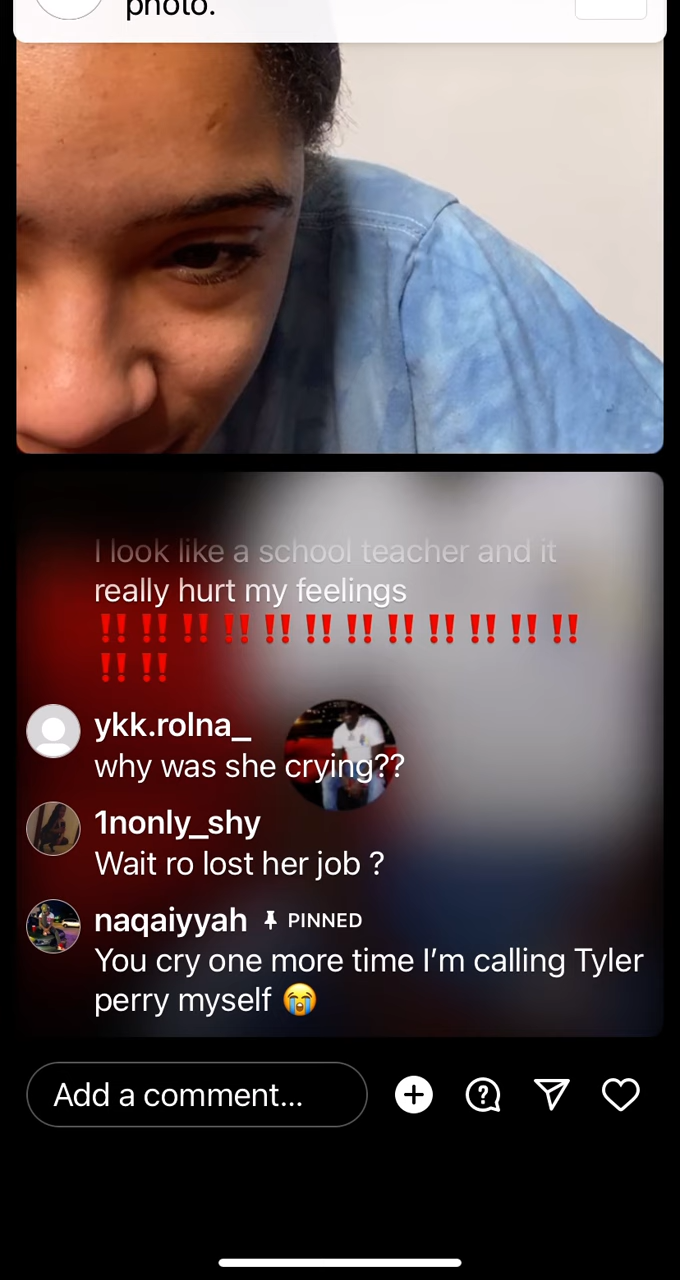 photo.
I look like a school teacher and it
really hurt my feelings
‼️‼️‼️‼️‼️‼️‼️‼️‼️‼️‼️‼️
‼️‼️
ykk.rolna_
why was she crying??
1nonly_shy
Wait ro lost her job ?
naqaiyyah PINNED
You cry one more time I’m calling Tyler
perry myself 😭
Add a comment...